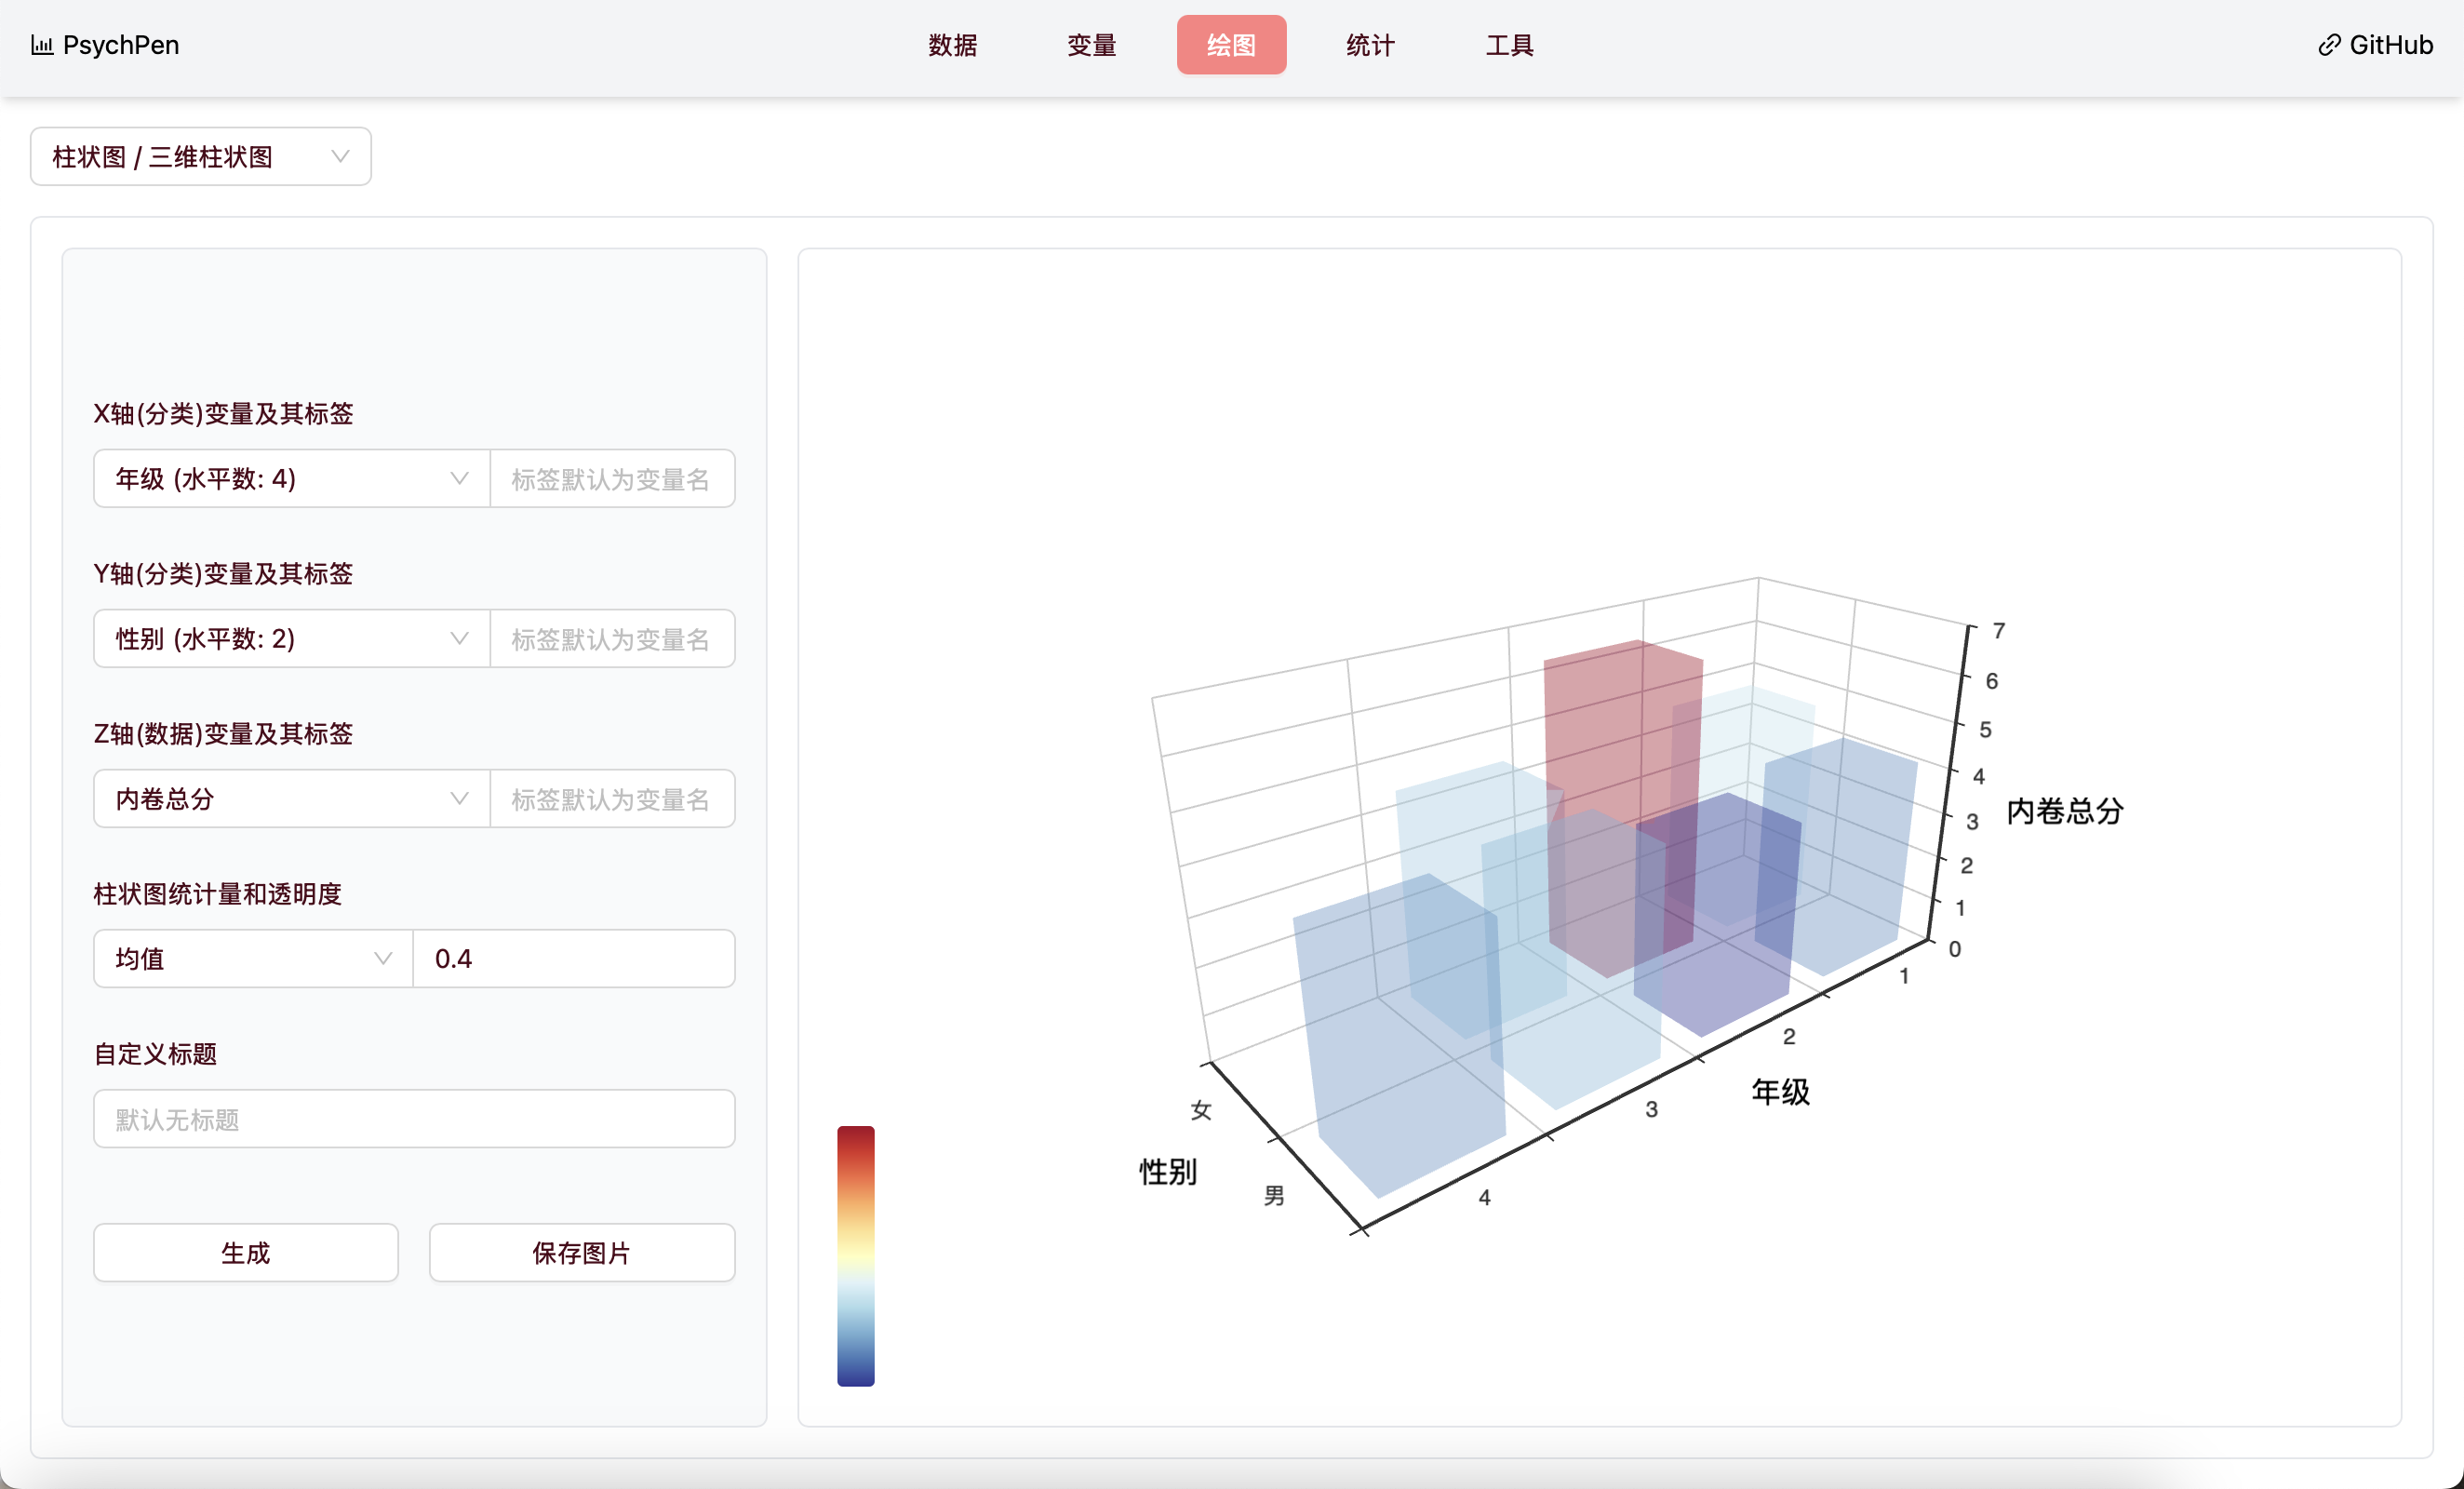 PsychPen
数据
变量
绘图
统计
工具
GitHub
柱状图 / 三维柱状图
X轴(分类)变量及其标签
年级 (水平数: 4)
标签默认为变量名
Y轴(分类)变量及其标签
性别 (水平数: 2)
标签默认为变量名
Z轴(数据)变量及其标签
内卷总分
标签默认为变量名
柱状图统计量和透明度
均值
0.4
自定义标题
默认无标题
生成
保存图片
7
6
5
4
3
2
1
0
内卷总分
1
2
3
4
年级
女
男
性别